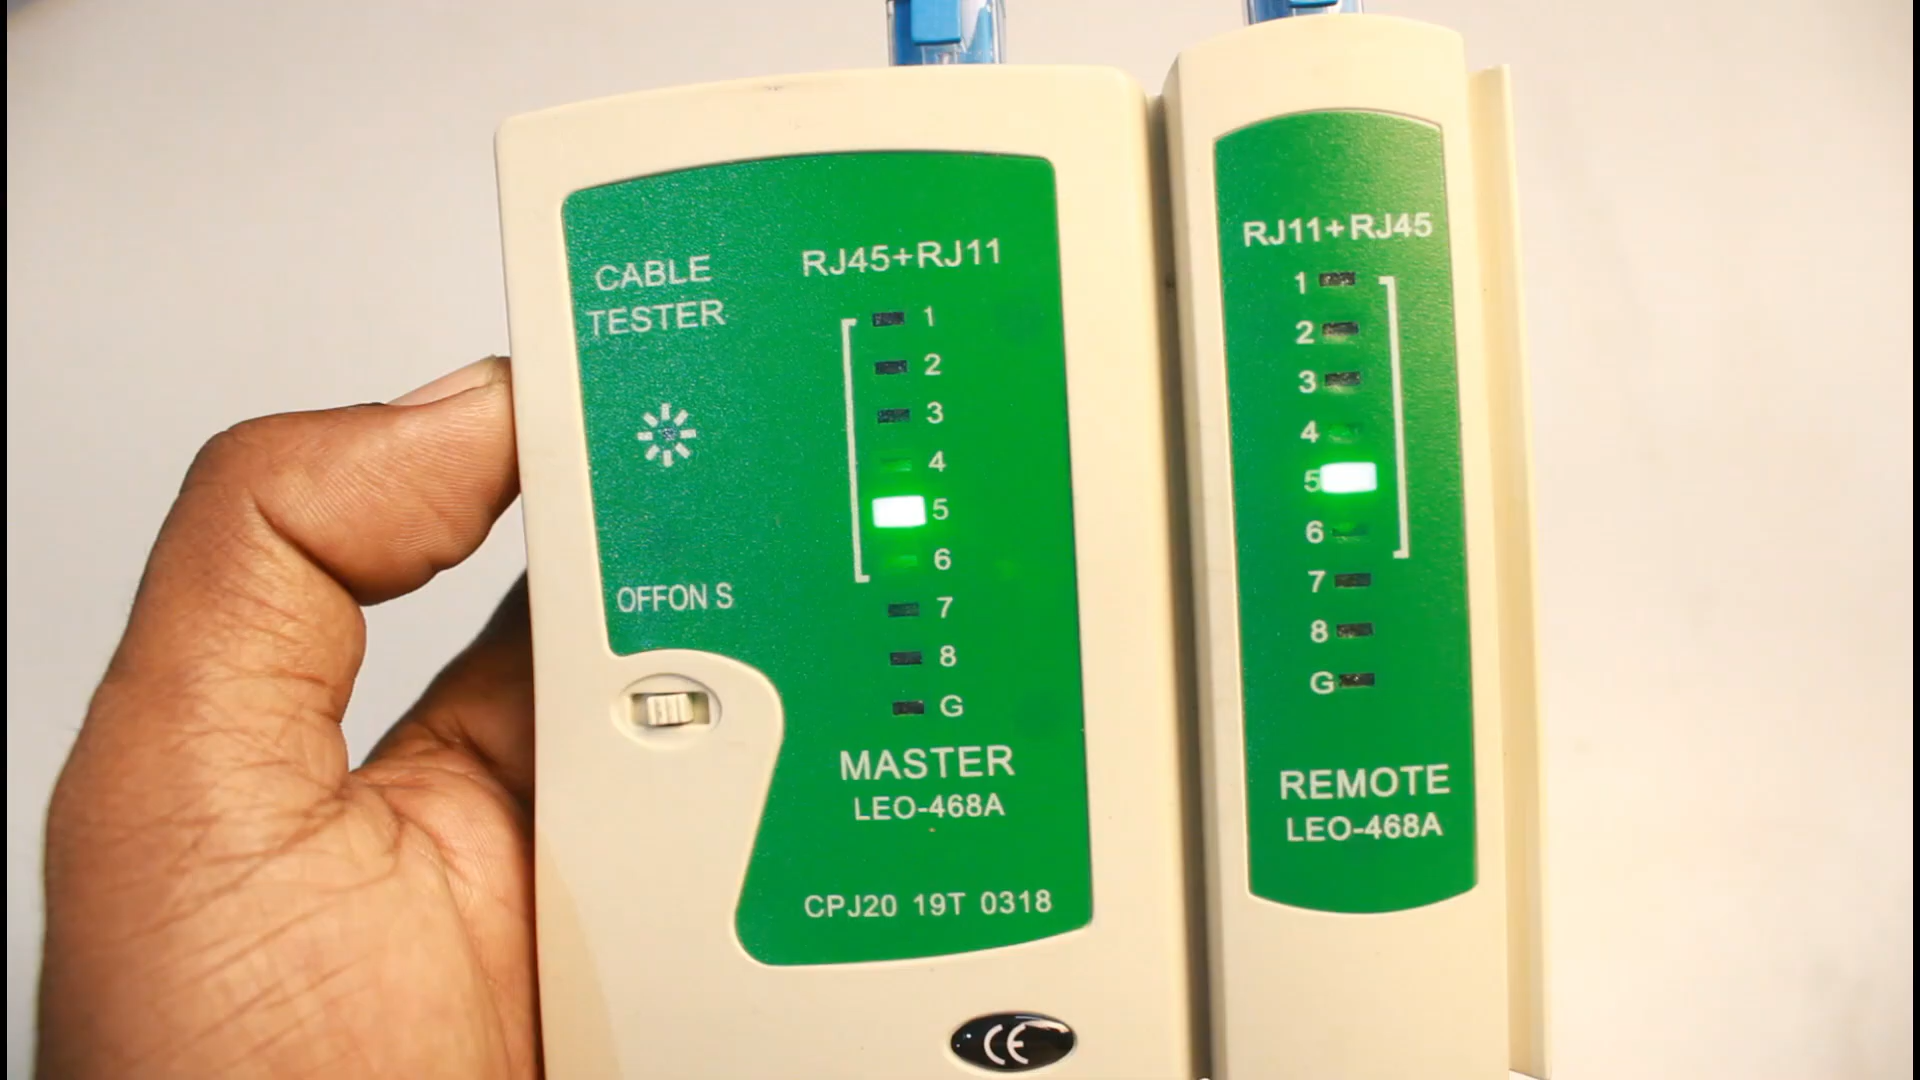 CABLE
TESTER
OFFON S
RJ45+RJ11
1
2
3
4
5
6
7
8
G
MASTER
LEO-468A
CPJ20 19T 0318
CE
RJ11+RJ45
1
2
3
4
5
6
7
8
G
REMOTE
LEO-468A